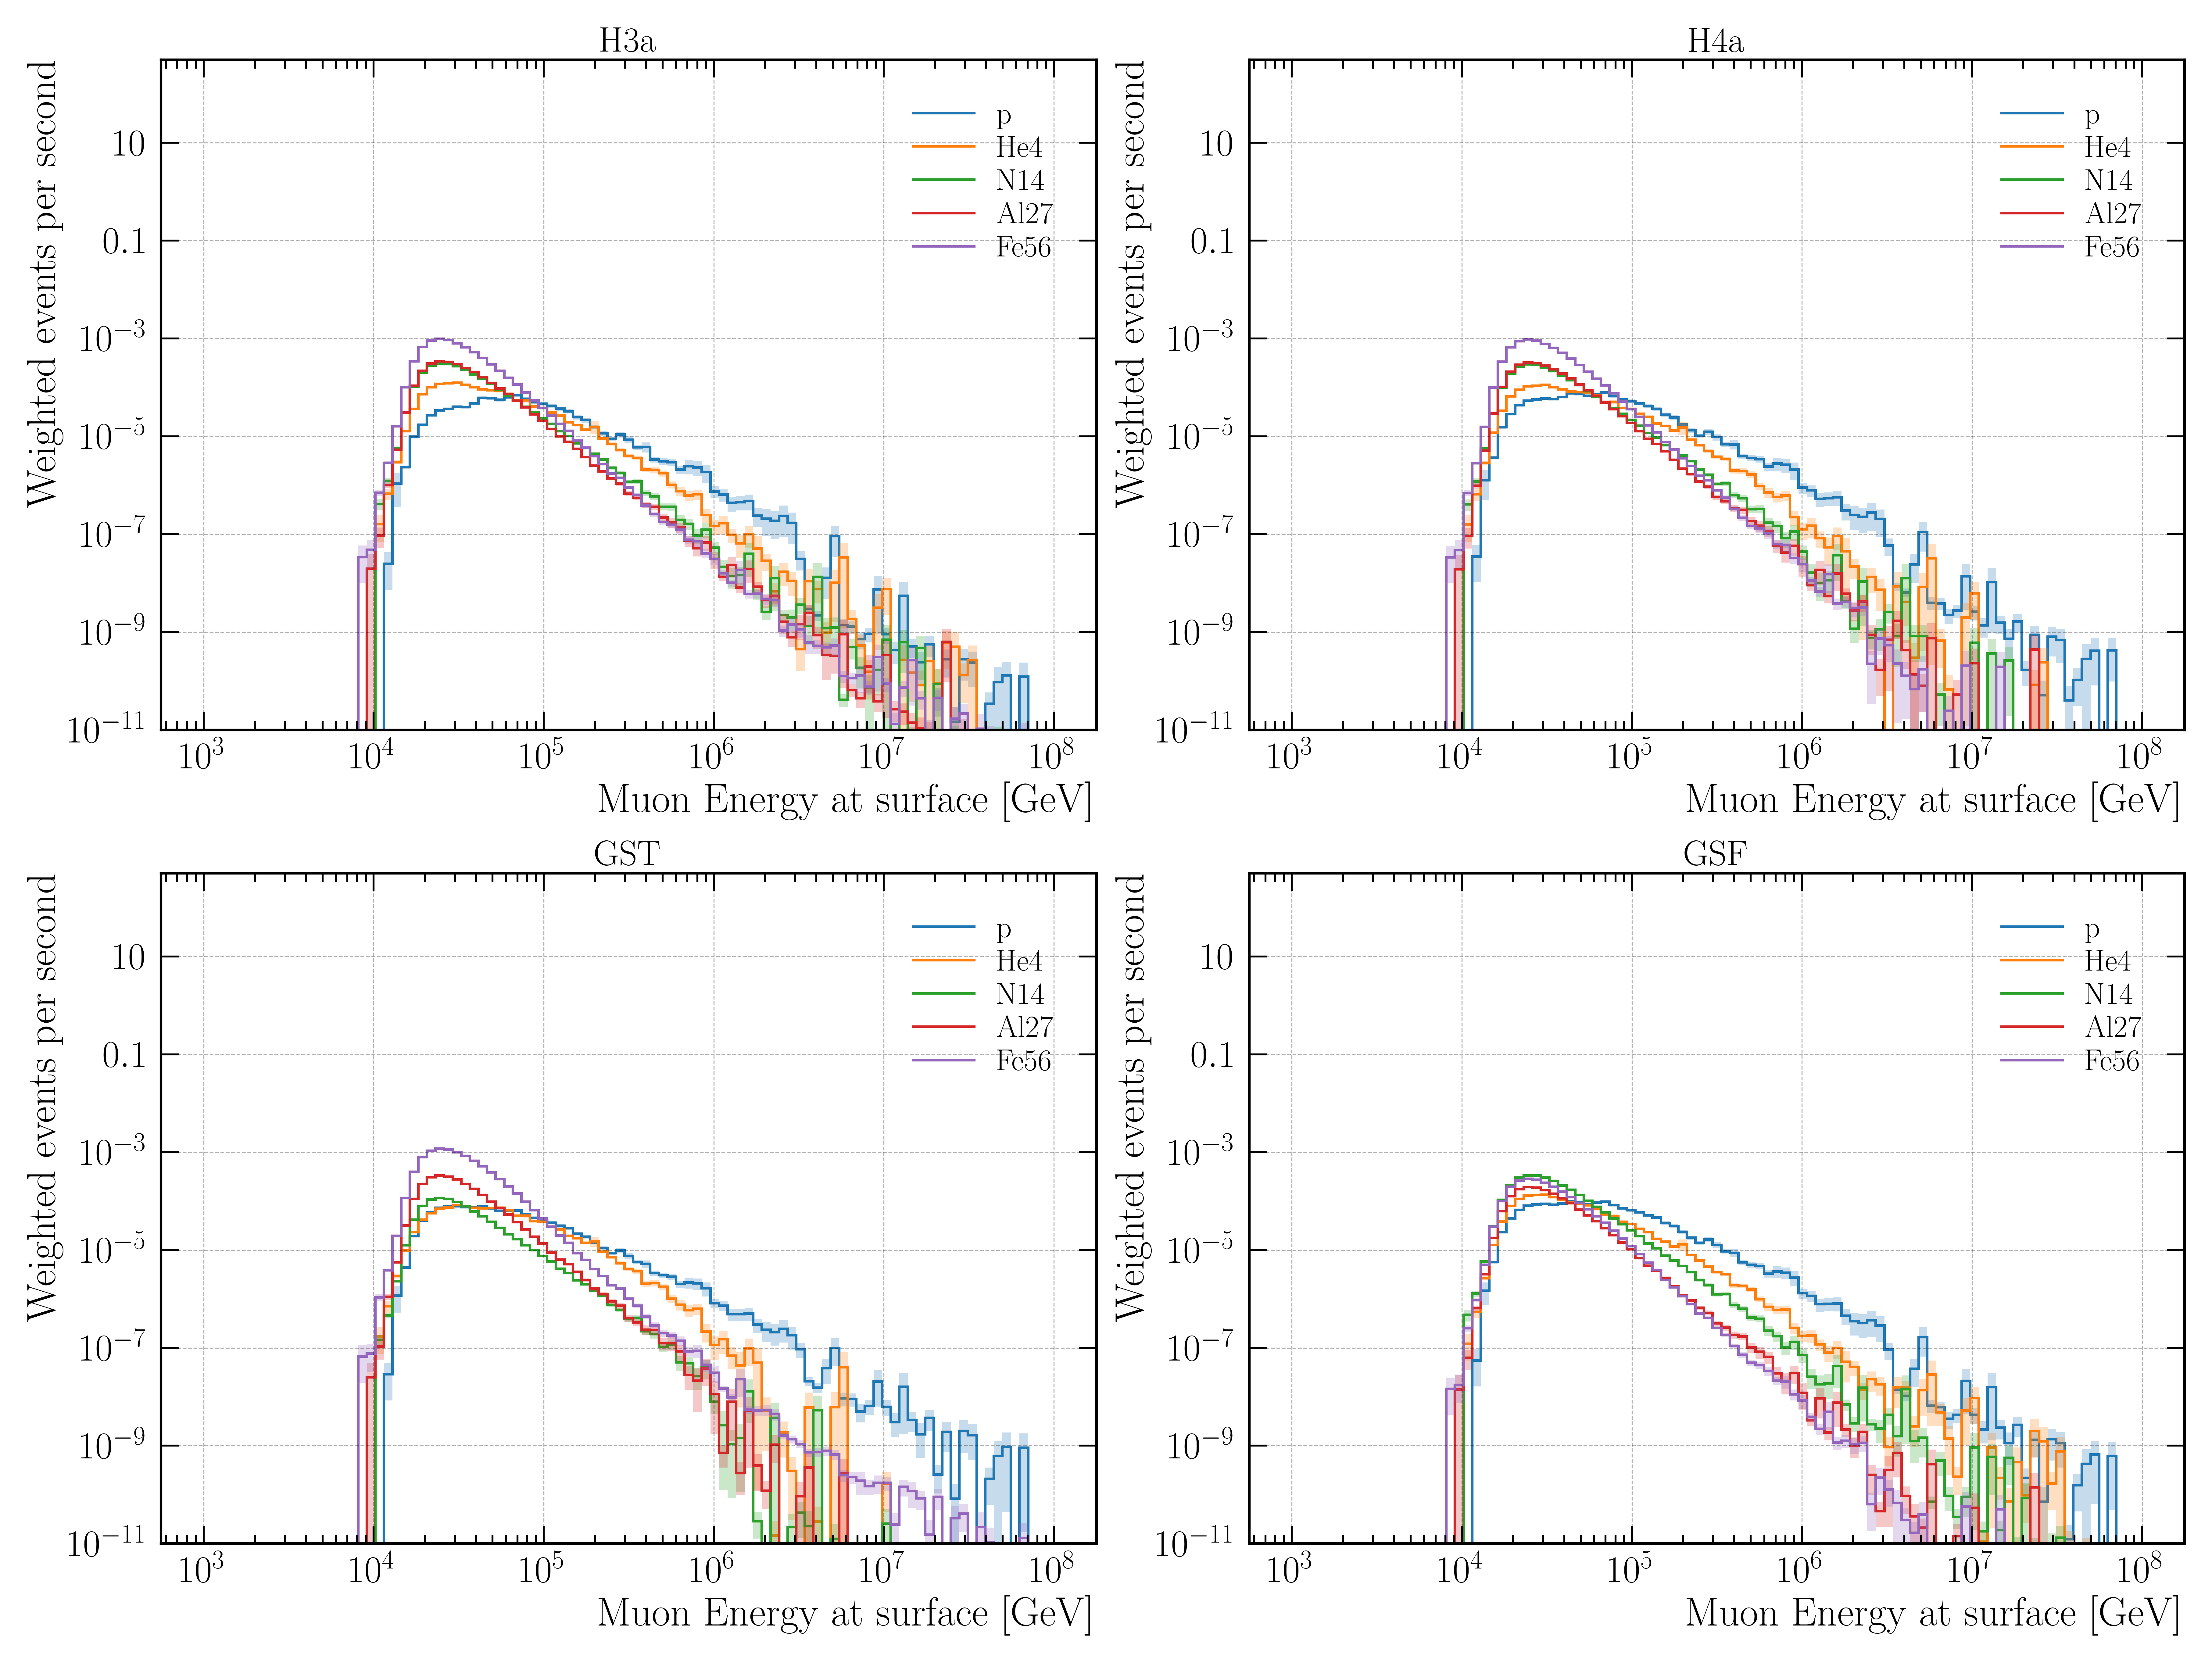 H3a
Weighted events per second
10
0.1
10^{-3}
10^{-5}
10^{-7}
10^{-9}
10^{-11}
10^3
10^4
10^5
10^6
10^7
10^8
Muon Energy at surface [GeV]
p
He4
N14
Al27
Fe56
H4a
Weighted events per second
10
0.1
10^{-3}
10^{-5}
10^{-7}
10^{-9}
10^{-11}
10^3
10^4
10^5
10^6
10^7
10^8
Muon Energy at surface [GeV]
p
He4
N14
Al27
Fe56
GST
Weighted events per second
10
0.1
10^{-3}
10^{-5}
10^{-7}
10^{-9}
10^{-11}
10^3
10^4
10^5
10^6
10^7
10^8
Muon Energy at surface [GeV]
p
He4
N14
Al27
Fe56
GSF
Weighted events per second
10
0.1
10^{-3}
10^{-5}
10^{-7}
10^{-9}
10^{-11}
10^3
10^4
10^5
10^6
10^7
10^8
Muon Energy at surface [GeV]
p
He4
N14
Al27
Fe56